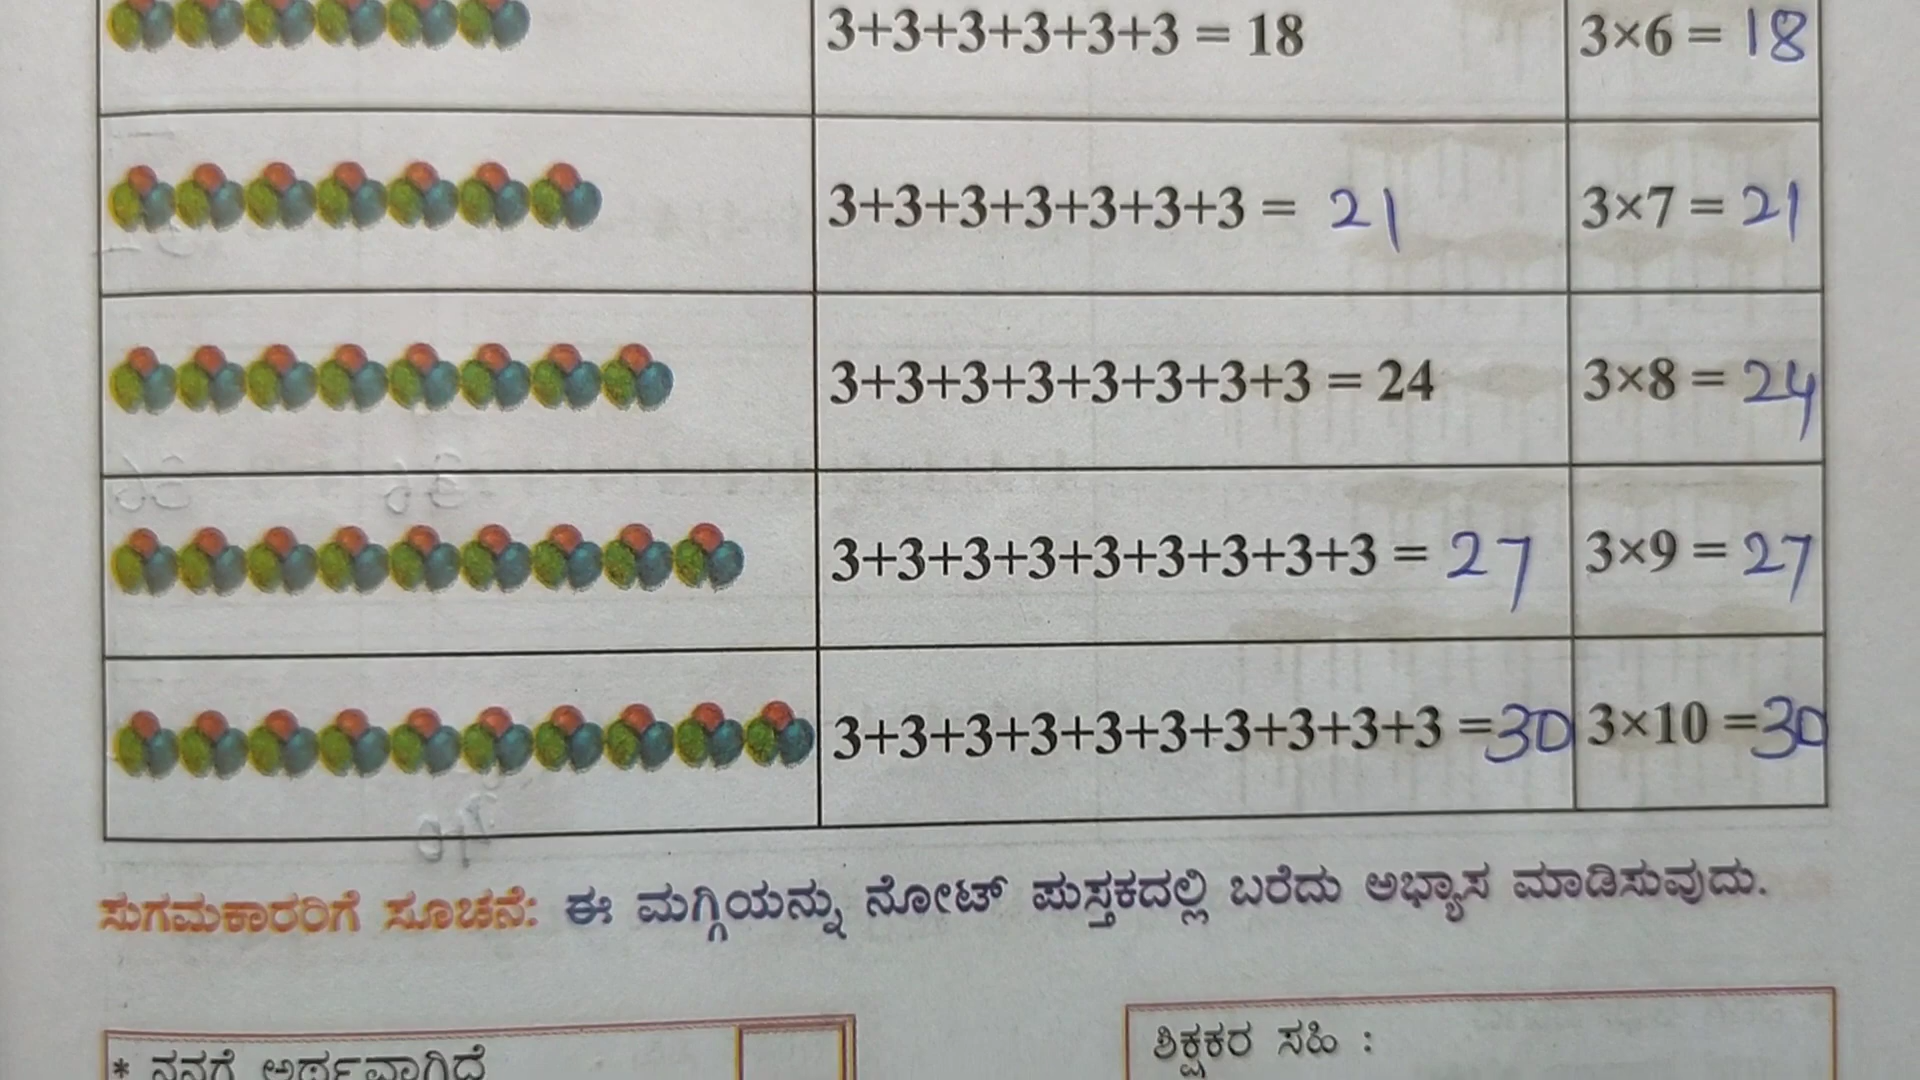 3+3+3+3+3+3 = 18 3×6 = 18
3+3+3+3+3+3+3 = 21 3×7 = 21
3+3+3+3+3+3+3+3 = 24 3×8 = 24
3+3+3+3+3+3+3+3+3 = 27 3×9 = 27
3+3+3+3+3+3+3+3+3+3 =30 3×10 =30
ಸುಗಮಕಾರರಿಗೆ ಸೂಚನೆ: ಈ ಮಗ್ಗಿಯನ್ನು ನೋಟ್ ಪುಸ್ತಕದಲ್ಲಿ ಬರೆದು ಅಭ್ಯಾಸ ಮಾಡಿಸುವುದು.
* ನನಗೆ ಅರ್ಥವಾಗಿದೆ
ಶಿಕ್ಷಕರ ಸಹಿ :